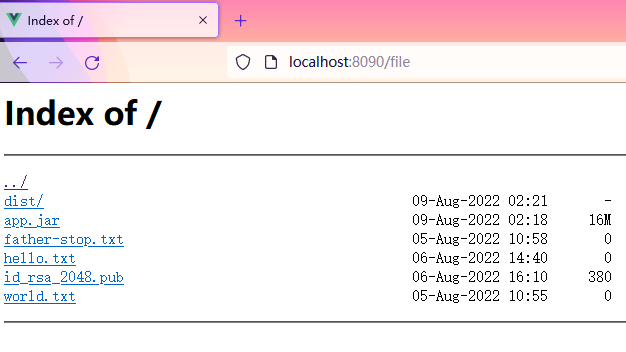 Index of /
localhost:8090/file
Index of /
../
dist/ 09-Aug-2022 02:21 -
app.jar 09-Aug-2022 02:18 16M
father-stop.txt 05-Aug-2022 10:58 0
hello.txt 06-Aug-2022 14:40 0
id_rsa_2048.pub 06-Aug-2022 16:10 380
world.txt 05-Aug-2022 10:55 0